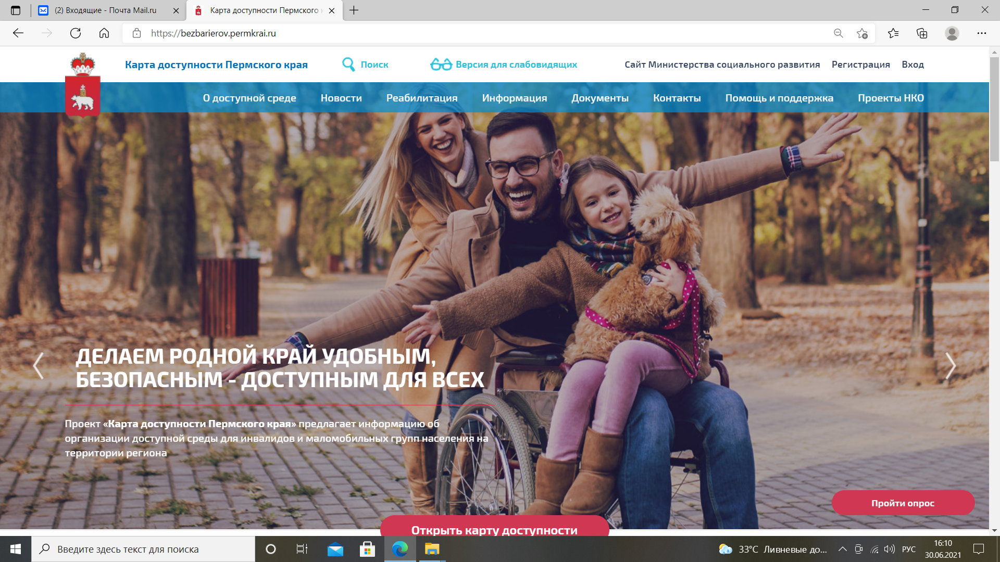 (2) Входящие - Почта Mail.ru
Карта доступности Пермского
https://bezbarierov.permkrai.ru
Карта доступности Пермского края
Поиск
Версия для слабовидящих
Сайт Министерства социального развития
Регистрация
Вход
О доступной среде
Новости
Реабилитация
Информация
Документы
Контакты
Помощь и поддержка
Проекты НКО
ДЕЛАЕМ РОДНОЙ КРАЙ УДОБНЫМ,
БЕЗОПАСНЫМ - ДОСТУПНЫМ ДЛЯ ВСЕХ
Проект «Карта доступности Пермского края» предлагает информацию об
организации доступной среды для инвалидов и маломобильных групп населения на
территории региона
Пройти опрос
Открыть карту доступности
Введите здесь текст для поиска
33°C Ливневые до...
РУС
16:10
30.06.2021